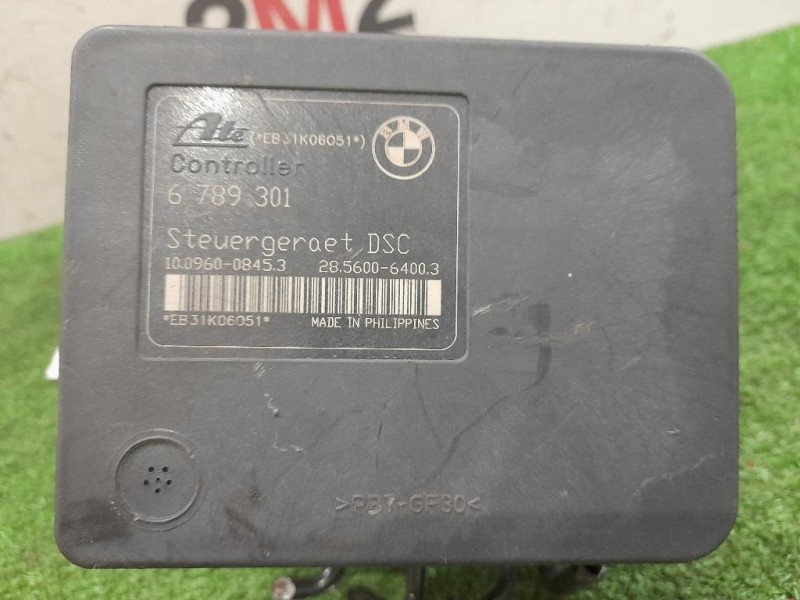 Ate (*EB31K06051*) BMW
Controller
6 789 301
Steuergeraet DSC
10.0960-0845.3 28.5600-6400.3
*EB31K06051* MADE IN PHILIPPINES
>PBT-GF30<